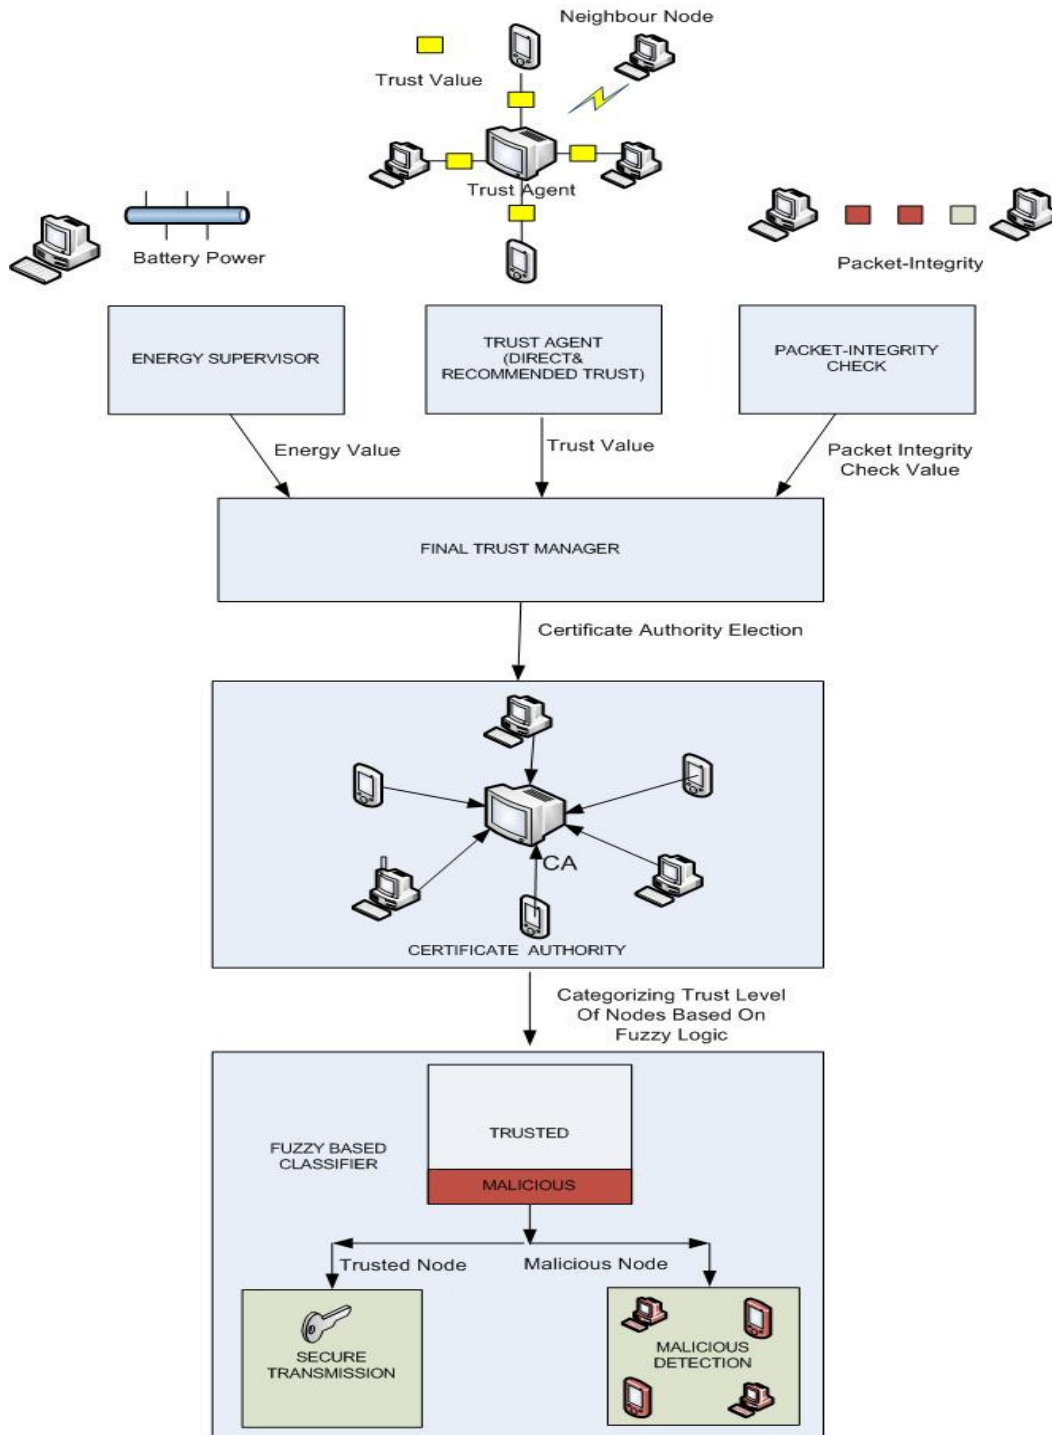 Neighbour Node
Trust Value
Trust Agent
Battery Power
Packet-Integrity
ENERGY SUPERVISOR
TRUST AGENT
(DIRECT&
RECOMMENDED TRUST)
PACKET-INTEGRITY
CHECK
Energy Value
Trust Value
Packet Integrity
Check Value
FINAL TRUST MANAGER
Certificate Authority Election
CA
CERTIFICATE AUTHORITY
Categorizing Trust Level
Of Nodes Based On
Fuzzy Logic
TRUSTED
FUZZY BASED
CLASSIFIER
MALICIOUS
Trusted Node
Malicious Node
SECURE
TRANSMISSION
MALICIOUS
DETECTION